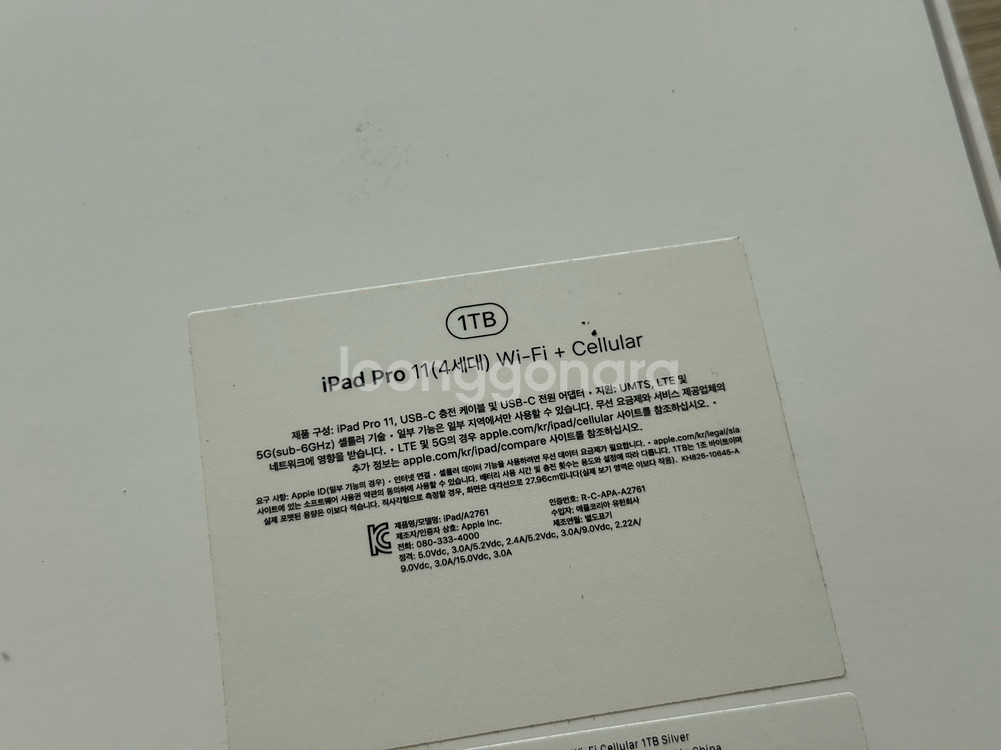 1TB
iPad Pro 11(4세대) Wi-Fi + Cellular
joonggonara
제품 구성: iPad Pro 11, USB-C 충전 케이블 및 USB-C 전원 어댑터 • 지원: UMTS, LTE 및
5G(sub-6GHz) 셀룰러 기술 • 일부 기능은 일부 지역에서만 사용할 수 있습니다. 무선 요금제와 서비스 제공업체의
네트워크에 영향을 받습니다. • LTE 및 5G의 경우 apple.com/kr/ipad/cellular 사이트를 참조하십시오. •
추가 정보는 apple.com/kr/ipad/compare 사이트를 참조하십시오.
요구 사항: Apple ID(일부 기능의 경우) • 인터넷 연결 • 셀룰러 데이터 기능을 사용하려면 무선 데이터 요금제가 필요합니다. • apple.com/kr/legal/sla
사이트에 있는 소프트웨어 사용권 약관의 동의하에 사용할 수 있습니다. 배터리 사용 시간 및 충전 횟수는 용도와 설정에 따라 다릅니다. 1TB는 1조 바이트이며
실제 포맷된 용량은 이보다 적습니다. 직사각형으로 측정할 경우, 화면은 대각선으로 27.96cm입니다(실제 보기 영역은 이보다 작음). KH826-10645-A
제품명/모델명: iPad/A2761 인증번호: R-C-APA-A2761
제조자/인증자 상호: Apple Inc. 수입자: 애플코리아 유한회사
전화: 080-333-4000 제조연월: 별도표기
정격: 5.0Vdc, 3.0A/5.2Vdc, 2.4A/5.2Vdc, 3.0A/9.0Vdc, 2.22A/
9.0Vdc, 3.0A/15.0Vdc, 3.0A
Wi-Fi Cellular 1TB Silver
China